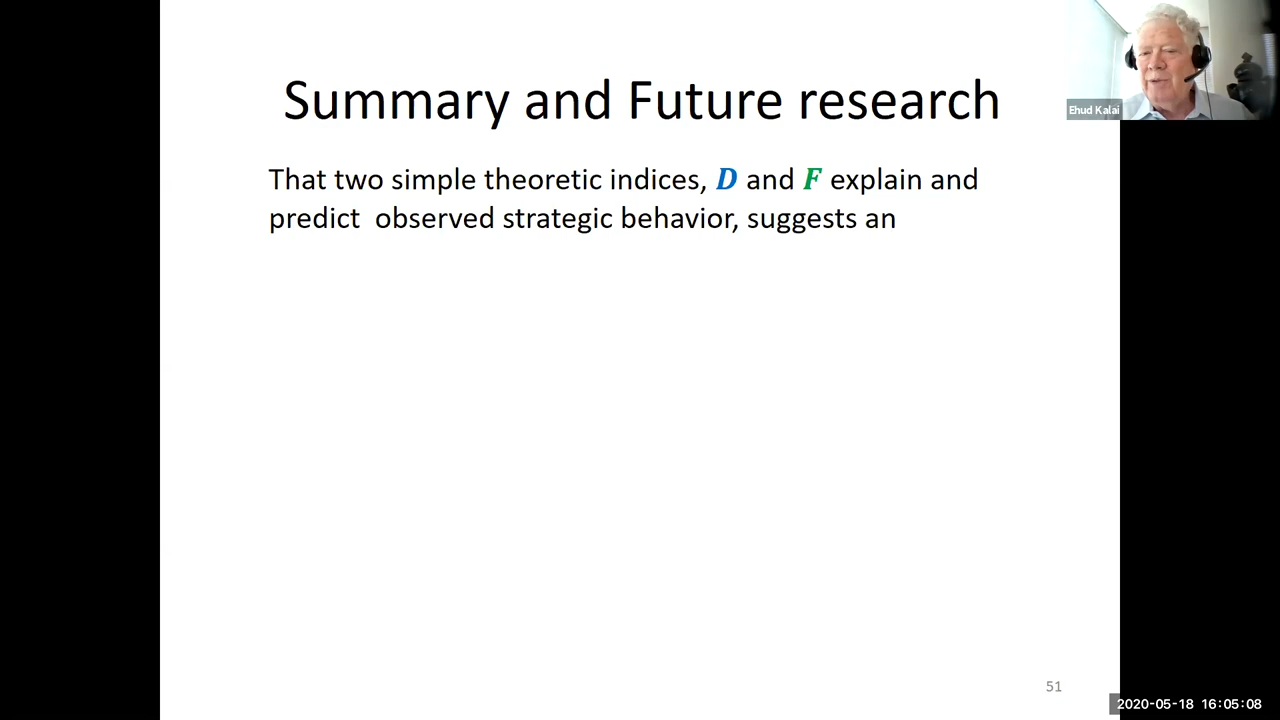 Summary and Future research
Ehud Kalai
That two simple theoretic indices, D and F explain and
predict  observed strategic behavior, suggests an
51
2020-05-18 16:05:08